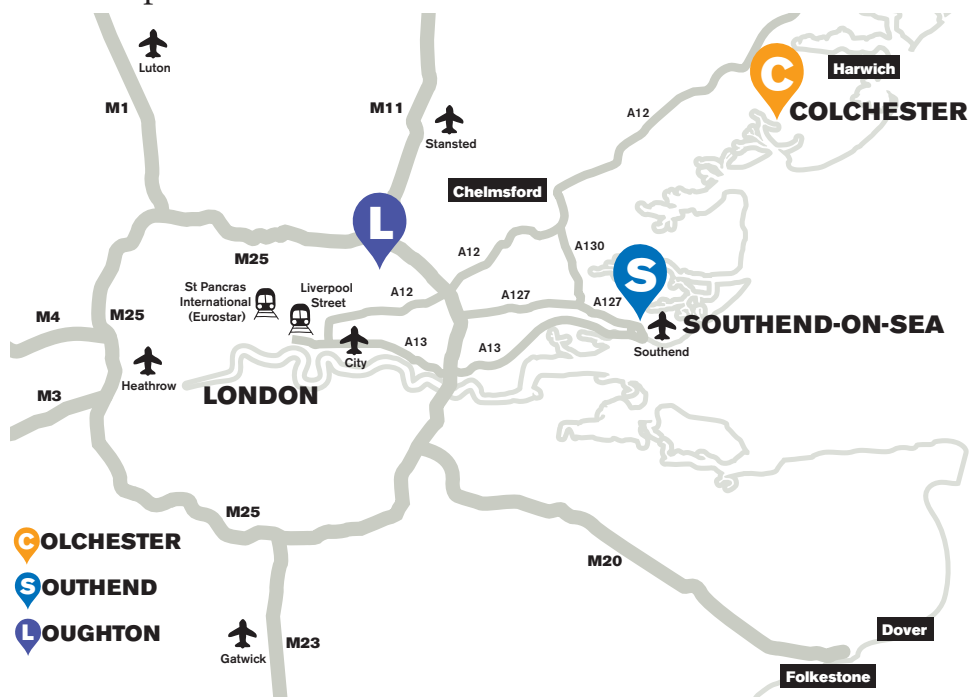 Luton
M1
M11
Stansted
C
Harwich
COLCHESTER
A12
Chelmsford
L
M25
A12
A130
S
St Pancras
International
(Eurostar)
Liverpool
Street
A12
A127
A127
M4
M25
SOUTHEND-ON-SEA
Southend
A13
A13
City
Heathrow
M3
LONDON
M25
COLCHESTER
SOUTHEND
LOUGHTON
M20
Gatwick
M23
Dover
Folkestone